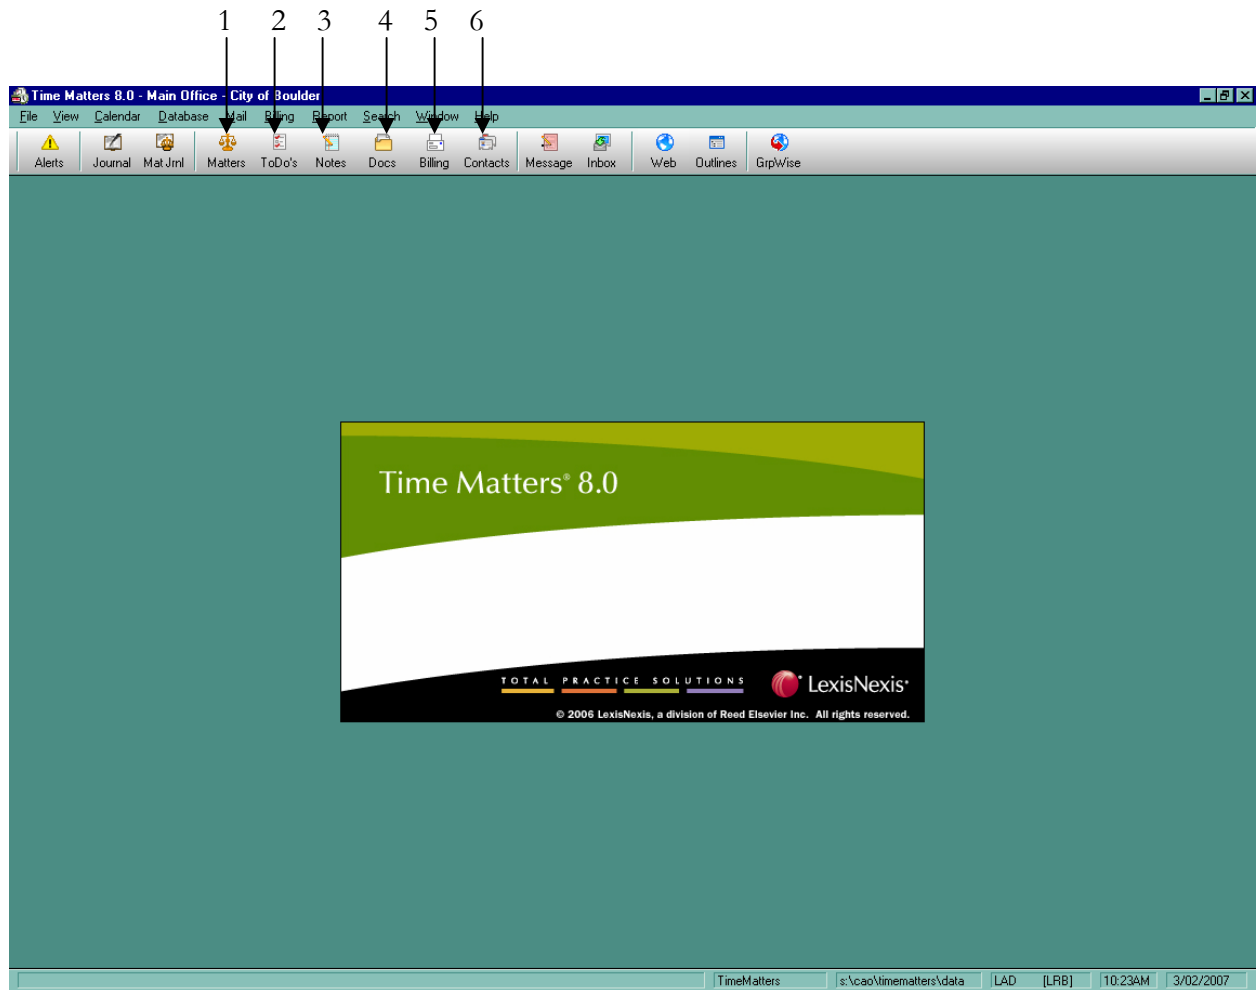 1 2 3 4 5 6
Time Matters 8.0 - Main Office - City of Boulder
File View Calendar Database Mail Billing Report Search Window Help
Alerts Journal Mat Jrnl Matters ToDo's Notes Docs Billing Contacts Message Inbox Web Outlines GrpWise
Time Matters® 8.0
TOTAL PRACTICE SOLUTIONS
LexisNexis®
© 2006 LexisNexis, a division of Reed Elsevier Inc. All rights reserved.
TimeMatters s:\cao\timematters\data LAD [LRB] 10:23AM 3/02/2007